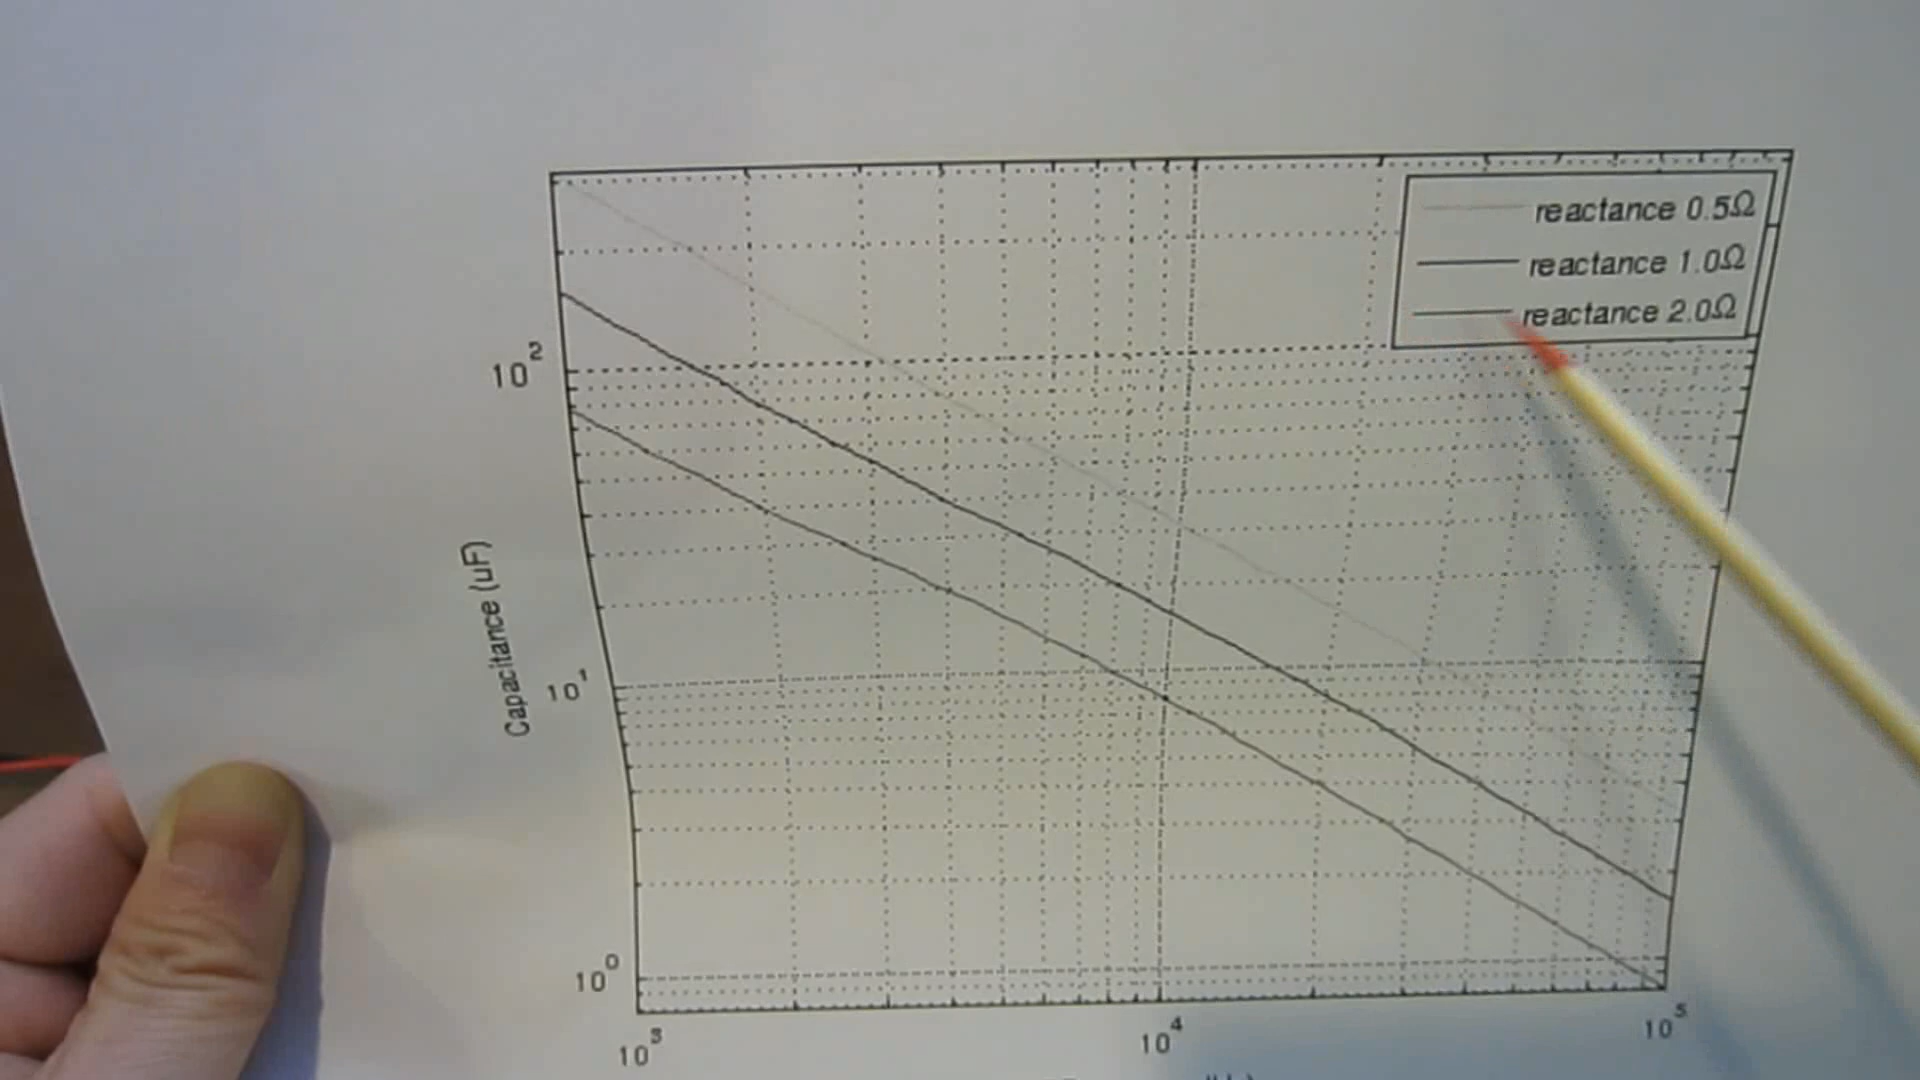 reactance 0.5Ω
reactance 1.0Ω
reactance 2.0Ω
10²
10¹
10⁰
Capacitance (uF)
10³
10⁴
10⁵